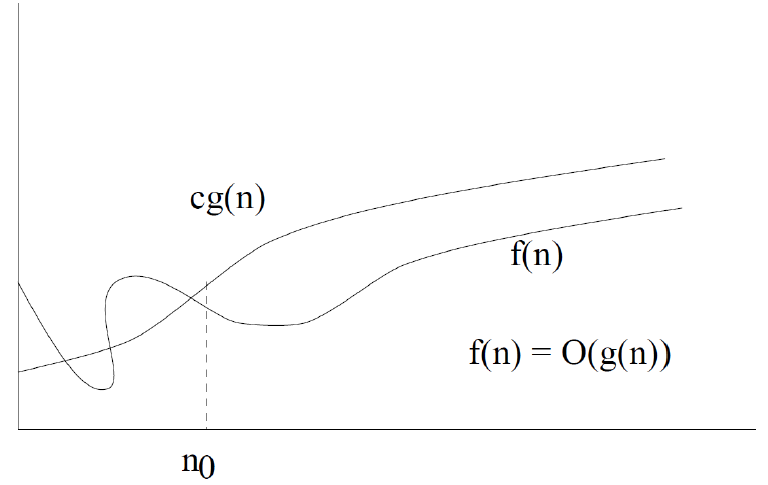 cg(n)
f(n)
f(n) = O(g(n))
n0